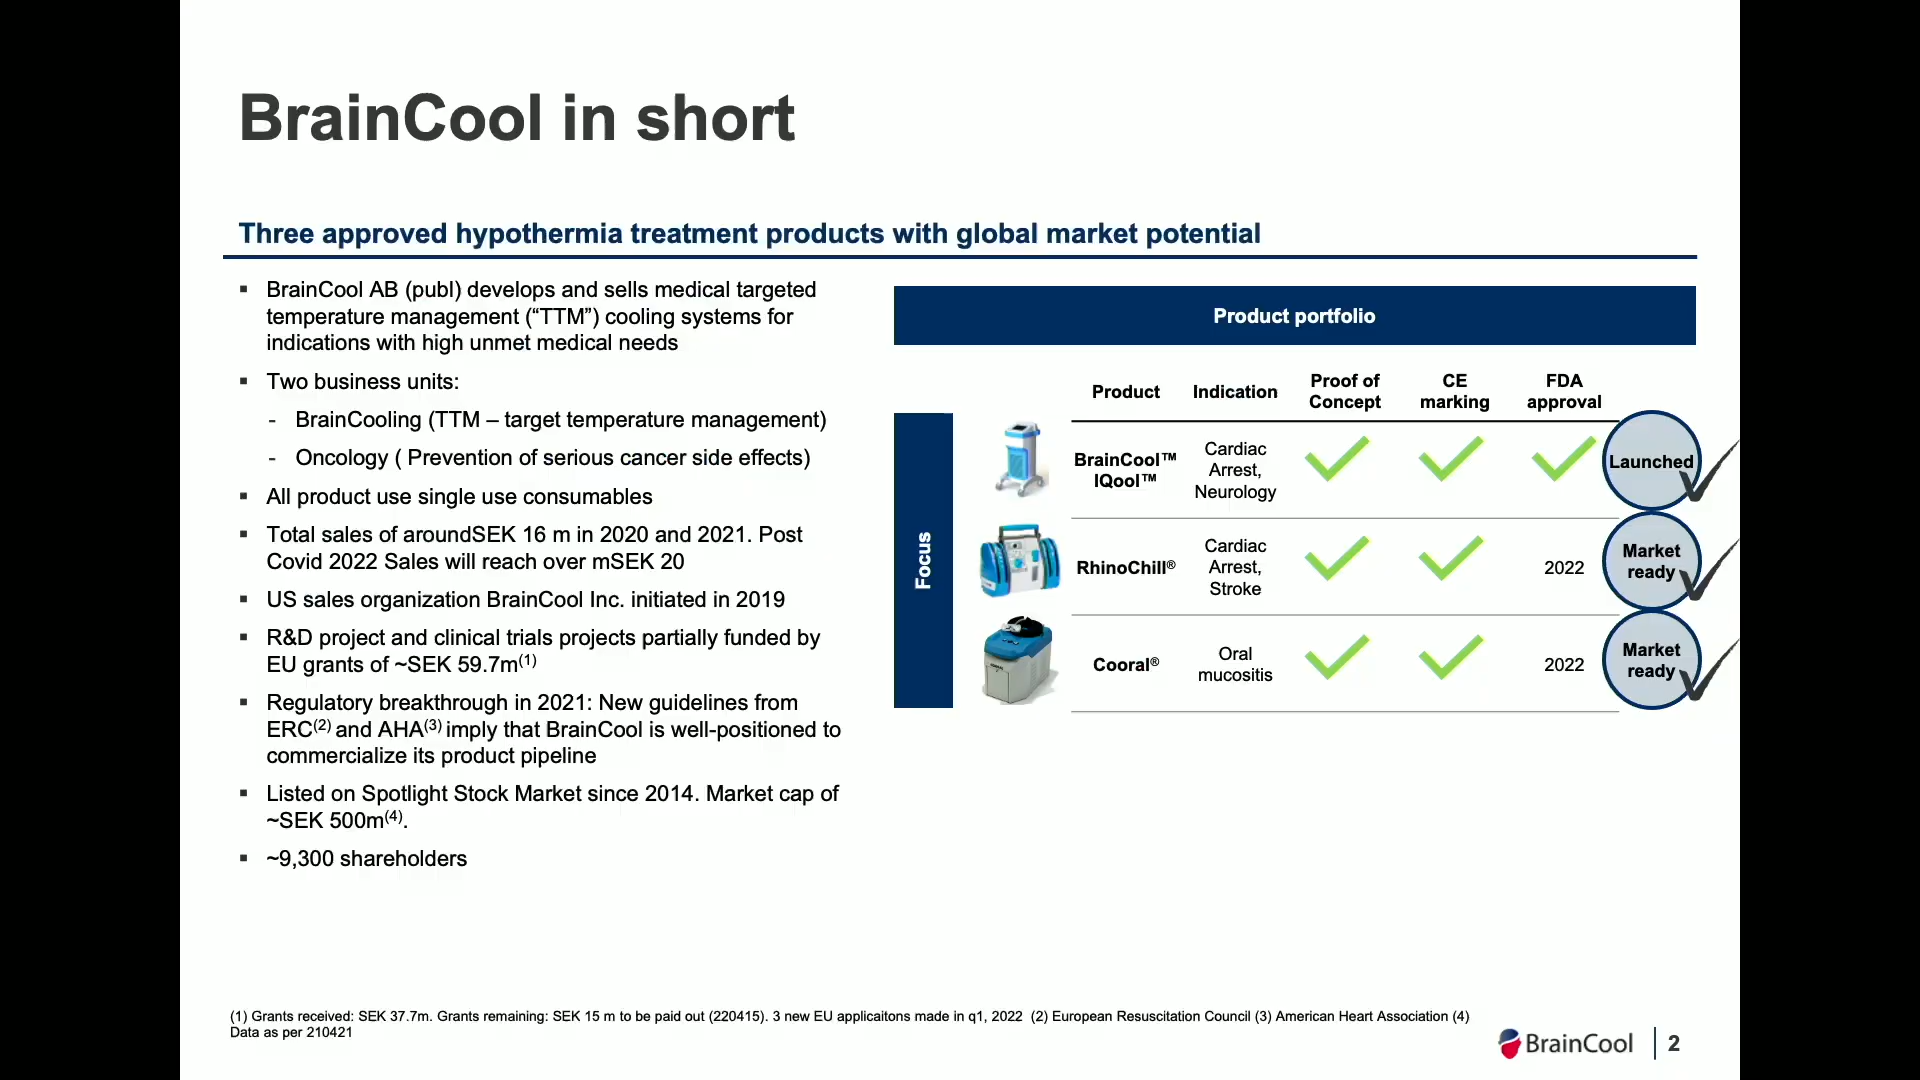 BrainCool in short
Three approved hypothermia treatment products with global market potential
▪ BrainCool AB (publ) develops and sells medical targeted
temperature management (“TTM”) cooling systems for
indications with high unmet medical needs
▪ Two business units:
- BrainCooling (TTM – target temperature management)
- Oncology ( Prevention of serious cancer side effects)
▪ All product use single use consumables
▪ Total sales of aroundSEK 16 m in 2020 and 2021. Post
Covid 2022 Sales will reach over mSEK 20
▪ US sales organization BrainCool Inc. initiated in 2019
▪ R&D project and clinical trials projects partially funded by
EU grants of ~SEK 59.7m(1)
▪ Regulatory breakthrough in 2021: New guidelines from
ERC(2) and AHA(3) imply that BrainCool is well-positioned to
commercialize its product pipeline
▪ Listed on Spotlight Stock Market since 2014. Market cap of
~SEK 500m(4).
▪ ~9,300 shareholders
Product portfolio
Product Indication Proof of Concept CE marking FDA approval
Focus
BrainCool™
IQool™
Cardiac
Arrest,
Neurology
Launched
RhinoChill®
Cardiac
Arrest,
Stroke
2022
Market
ready
Cooral®
Oral
mucositis
2022
Market
ready
(1) Grants received: SEK 37.7m. Grants remaining: SEK 15 m to be paid out (220415). 3 new EU applicaitons made in q1, 2022 (2) European Resuscitation Council (3) American Heart Association (4)
Data as per 210421
BrainCool
2